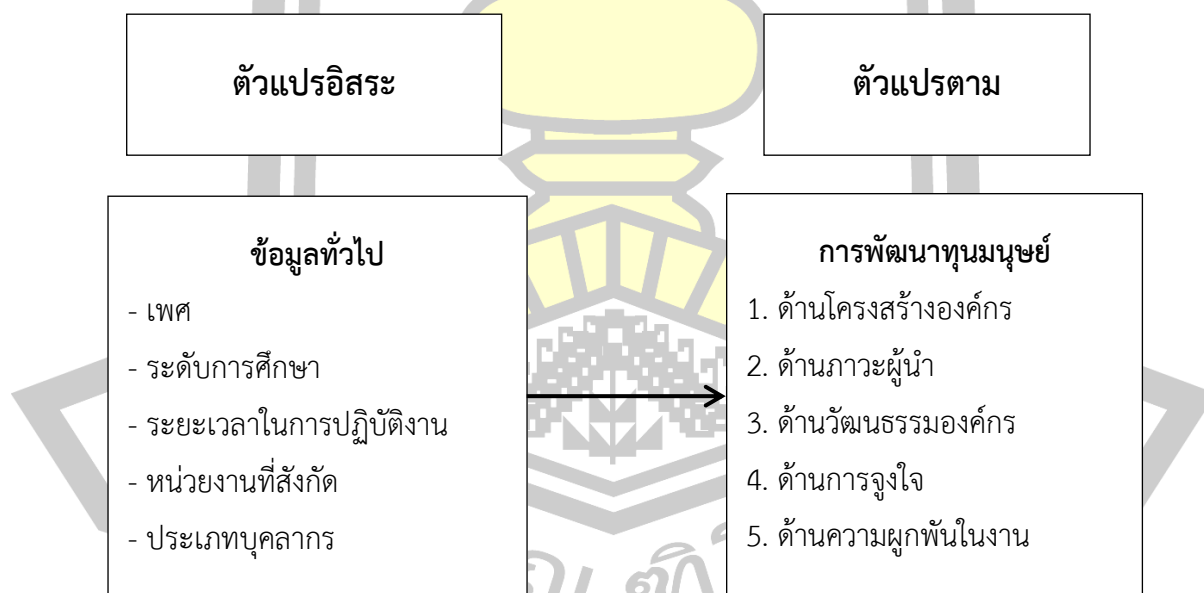 ตัวแปรอิสระ
ตัวแปรตาม
ข้อมูลทั่วไป
- เพศ
- ระดับการศึกษา
- ระยะเวลาในการปฏิบัติงาน
- หน่วยงานที่สังกัด
- ประเภทบุคลากร
การพัฒนาทุนมนุษย์
1. ด้านโครงสร้างองค์กร
2. ด้านภาวะผู้นำ
3. ด้านวัฒนธรรมองค์กร
4. ด้านการจูงใจ
5. ด้านความผูกพันในงาน